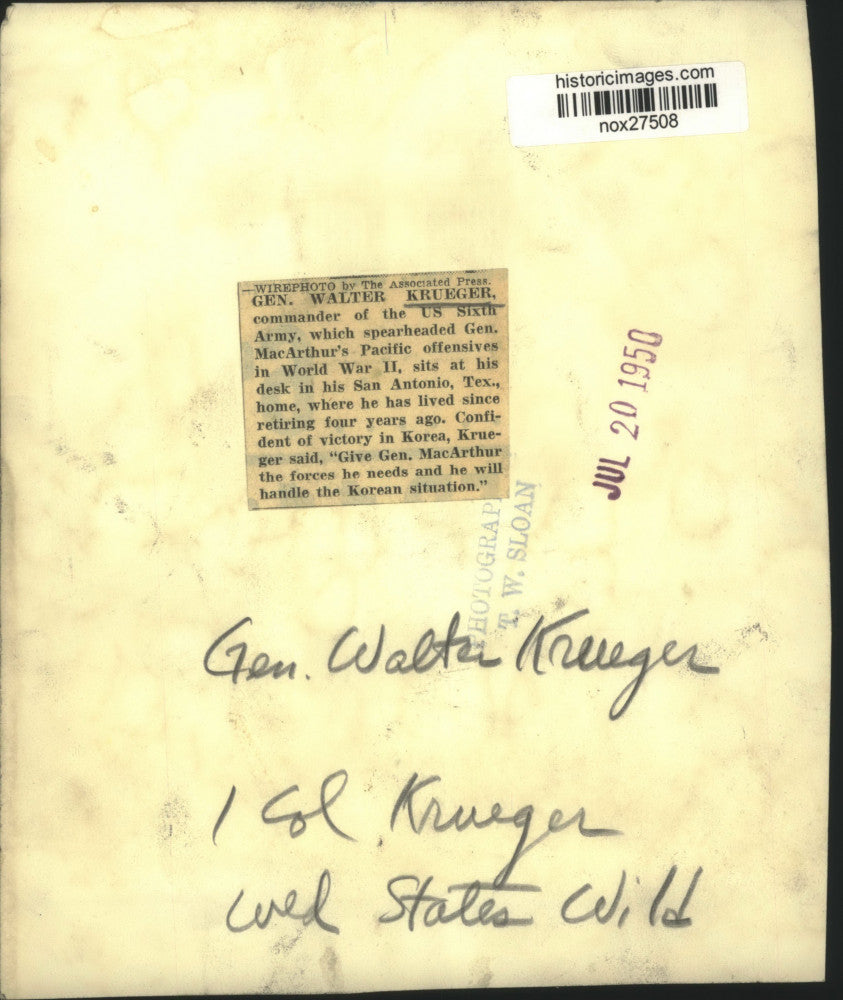 historicimages.com
nox27508
—WIREPHOTO by The Associated Press.
GEN. WALTER KRUEGER,
commander of the US Sixth
Army, which spearheaded Gen.
MacArthur's Pacific offensives
in World War II, sits at his
desk in his San Antonio, Tex.,
home, where he has lived since
retiring four years ago. Confi-
dent of victory in Korea, Krue-
ger said, "Give Gen. MacArthur
the forces he needs and he will
handle the Korean situation."
JUL 20 1950
PHOTOGRAP
T. W. SLOAN
Gen. Walter Krueger
1 Col Krueger
wed States Wild